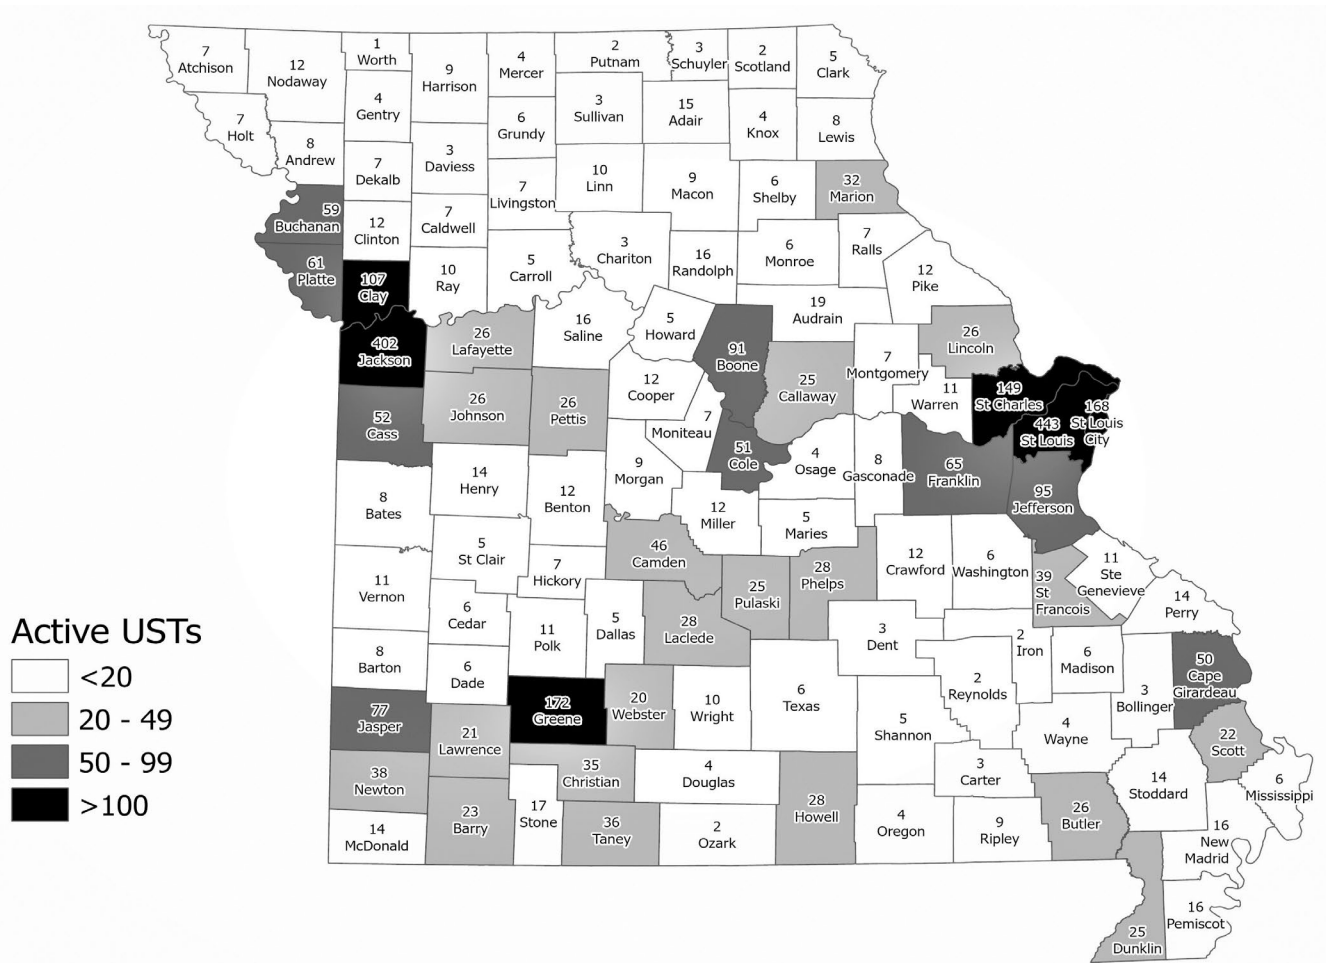 7
Atchison
12
Nodaway
1
Worth
9
Harrison
4
Mercer
2
Putnam
3
Schuyler
2
Scotland
5
Clark
7
Holt
8
Andrew
4
Gentry
6
Grundy
3
Sullivan
15
Adair
4
Knox
8
Lewis
7
Dekalb
3
Daviess
7
Livingston
10
Linn
9
Macon
6
Shelby
32
Marion
59
Buchanan
12
Clinton
7
Caldwell
61
Platte
107
Clay
10
Ray
5
Carroll
3
Chariton
16
Randolph
6
Monroe
7
Ralls
12
Pike
402
Jackson
26
Lafayette
16
Saline
5
Howard
91
Boone
19
Audrain
25
Callaway
7
Montgomery
26
Lincoln
11
Warren
149
St Charles
443
St Louis
168
St Louis
City
52
Cass
26
Johnson
26
Pettis
12
Cooper
7
Moniteau
51
Cole
4
Osage
8
Gasconade
65
Franklin
95
Jefferson
8
Bates
14
Henry
12
Benton
9
Morgan
12
Miller
5
Maries
46
Camden
25
Pulaski
28
Phelps
12
Crawford
6
Washington
39
St
Francois
11
Ste
Genevieve
14
Perry
11
Vernon
5
St Clair
7
Hickory
6
Cedar
11
Polk
5
Dallas
28
Laclede
3
Dent
2
Iron
6
Madison
3
Bollinger
50
Cape
Girardeau
8
Barton
6
Dade
172
Greene
20
Webster
10
Wright
6
Texas
2
Reynolds
5
Shannon
4
Wayne
22
Scott
77
Jasper
21
Lawrence
35
Christian
4
Douglas
3
Carter
14
Stoddard
6
Mississippi
38
Newton
23
Barry
17
Stone
36
Taney
2
Ozark
28
Howell
4
Oregon
9
Ripley
26
Butler
16
New
Madrid
14
McDonald
25
Dunklin
16
Pemiscot
Active USTs
<20
20 - 49
50 - 99
>100